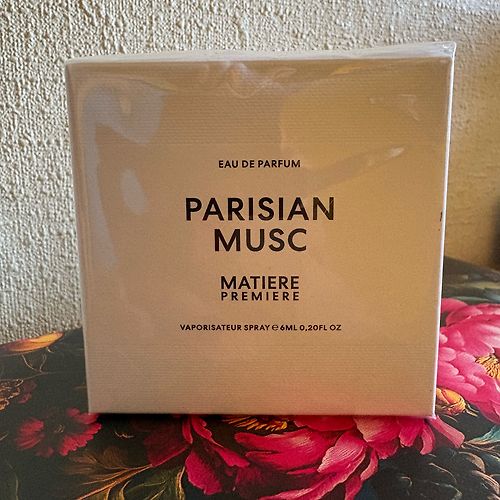 EAU DE PARFUM
PARISIAN
MUSC
MATIERE
PREMIERE
VAPORISATEUR SPRAY ℮ 6ML 0,20FL OZ